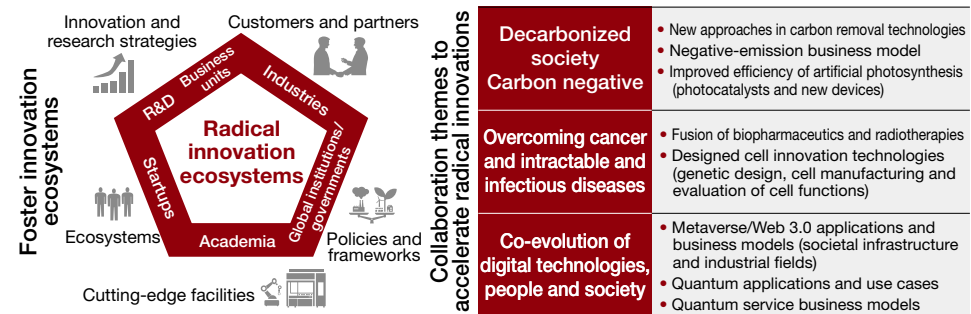 Foster innovation
ecosystems
Innovation and
research strategies
Customers and partners
R&D
Business
units
Industries
Radical
innovation
ecosystems
Startups
Academia
Global institutions/
governments
Ecosystems
Policies and
frameworks
Cutting-edge facilities
Collaboration themes to
accelerate radical innovations
Decarbonized
society
Carbon negative
• New approaches in carbon removal technologies
• Negative-emission business model
• Improved efficiency of artificial photosynthesis
(photocatalysts and new devices)
Overcoming cancer
and intractable and
infectious diseases
• Fusion of biopharmaceutics and radiotherapies
• Designed cell innovation technologies
(genetic design, cell manufacturing and
evaluation of cell functions)
Co-evolution of
digital technologies,
people and society
• Metaverse/Web 3.0 applications and
business models (societal infrastructure
and industrial fields)
• Quantum applications and use cases
• Quantum service business models